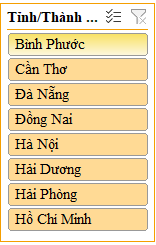 Tỉnh/Thành ...
Bình Phước
Cần Thơ
Đà Nẵng
Đồng Nai
Hà Nội
Hải Dương
Hải Phòng
Hồ Chí Minh